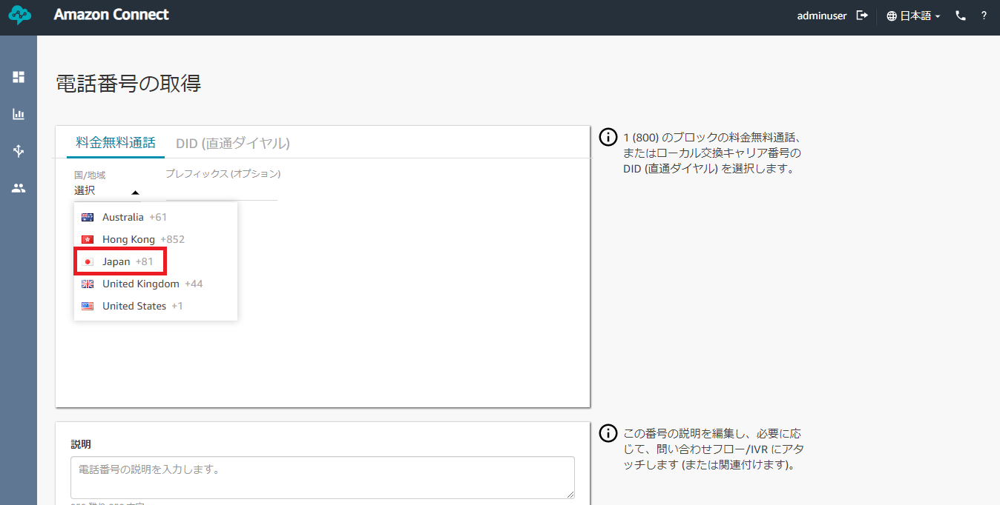 Amazon Connect
adminuser
日本語
?
電話番号の取得
料金無料通話
DID (直通ダイヤル)
国/地域
プレフィックス (オプション)
選択
Australia +61
Hong Kong +852
Japan +81
United Kingdom +44
United States +1
1 (800) のブロックの料金無料通話、
またはローカル交換キャリア番号の
DID (直通ダイヤル) を選択します。
説明
電話番号の説明を入力します。
この番号の説明を編集し、必要に応
じて、問い合わせフロー/IVR にアタ
ッチします (または関連付けます)。